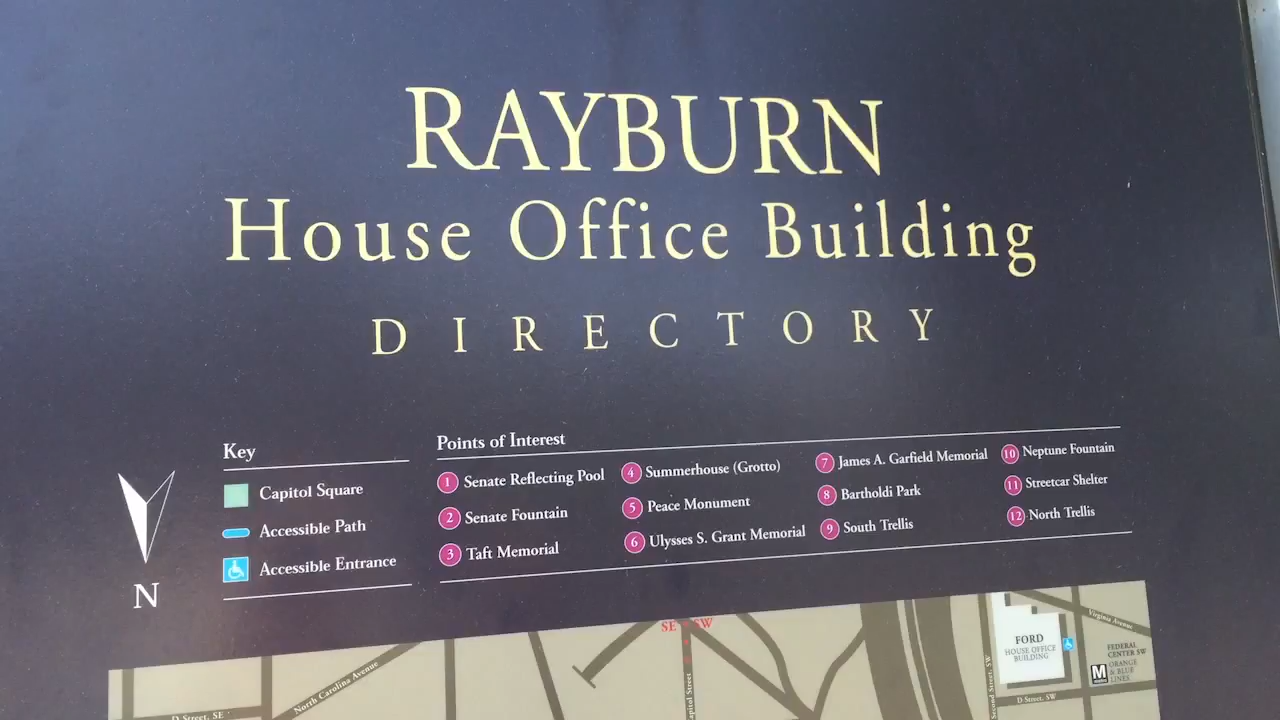 RAYBURN
House Office Building
DIRECTORY
Key
Capitol Square
Accessible Path
Accessible Entrance
N
Points of Interest
1 Senate Reflecting Pool
2 Senate Fountain
3 Taft Memorial
4 Summerhouse (Grotto)
5 Peace Monument
6 Ulysses S. Grant Memorial
7 James A. Garfield Memorial
8 Bartholdi Park
9 South Trellis
10 Neptune Fountain
11 Streetcar Shelter
12 North Trellis
SE SW
Virginia Avenue
FORD
HOUSE OFFICE
BUILDING
FEDERAL
CENTER SW
M ORANGE
& BLUE
LINES
North Carolina Avenue
Second Street, SW
D Street, SW
D Street, SE
Capitol Street